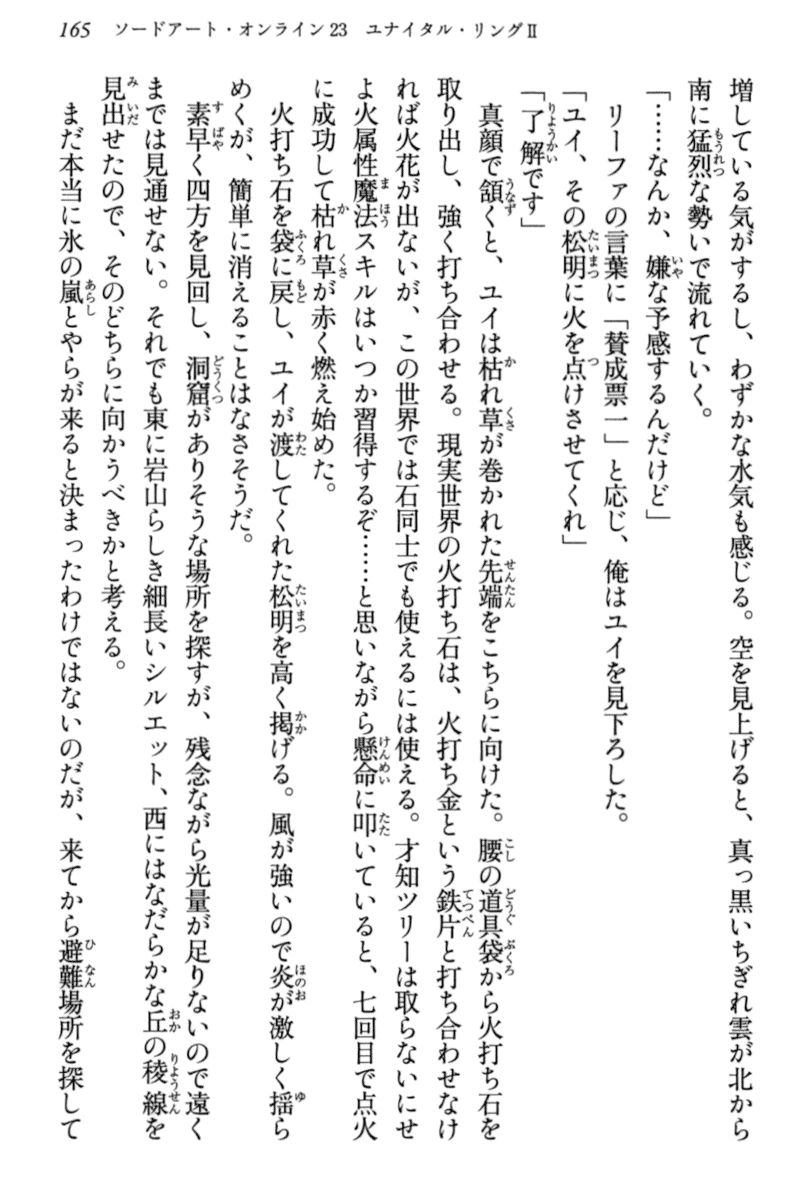 165 ソードアート・オンライン23 ユナイタル・リングⅡ
増している気がするし、わずかな水気も感じる。空を見上げると、真っ黒いちぎれ雲が北から
南に猛烈な勢いで流れていく。
「……なんか、嫌な予感するんだけど」
リーファの言葉に「賛成票一」と応じ、俺はユイを見下ろした。
「ユイ、その松明に火を点けさせてくれ」
「了解です」
真顔で頷くと、ユイは枯れ草が巻かれた先端をこちらに向けた。腰の道具袋から火打ち石を
取り出し、強く打ち合わせる。現実世界の火打ち石は、火打ち金という鉄片と打ち合わせなけ
れば火花が出ないが、この世界では石同士でも使えるには使える。才知ツリーは取らないにせ
よ火属性魔法スキルはいつか習得するぞ……と思いながら懸命に叩いていると、七回目で点火
に成功して枯れ草が赤く燃え始めた。
火打ち石を袋に戻し、ユイが渡してくれた松明を高く掲げる。風が強いので炎が激しく揺ら
めくが、簡単に消えることはなさそうだ。
素早く四方を見回し、洞窟がありそうな場所を探すが、残念ながら光量が足りないので遠く
までは見通せない。それでも東に岩山らしき細長いシルエット、西にはなだらかな丘の稜線を
見出せたので、そのどちらに向かうべきかと考える。
まだ本当に氷の嵐とやらが来ると決まったわけではないのだが、来てから避難場所を探して